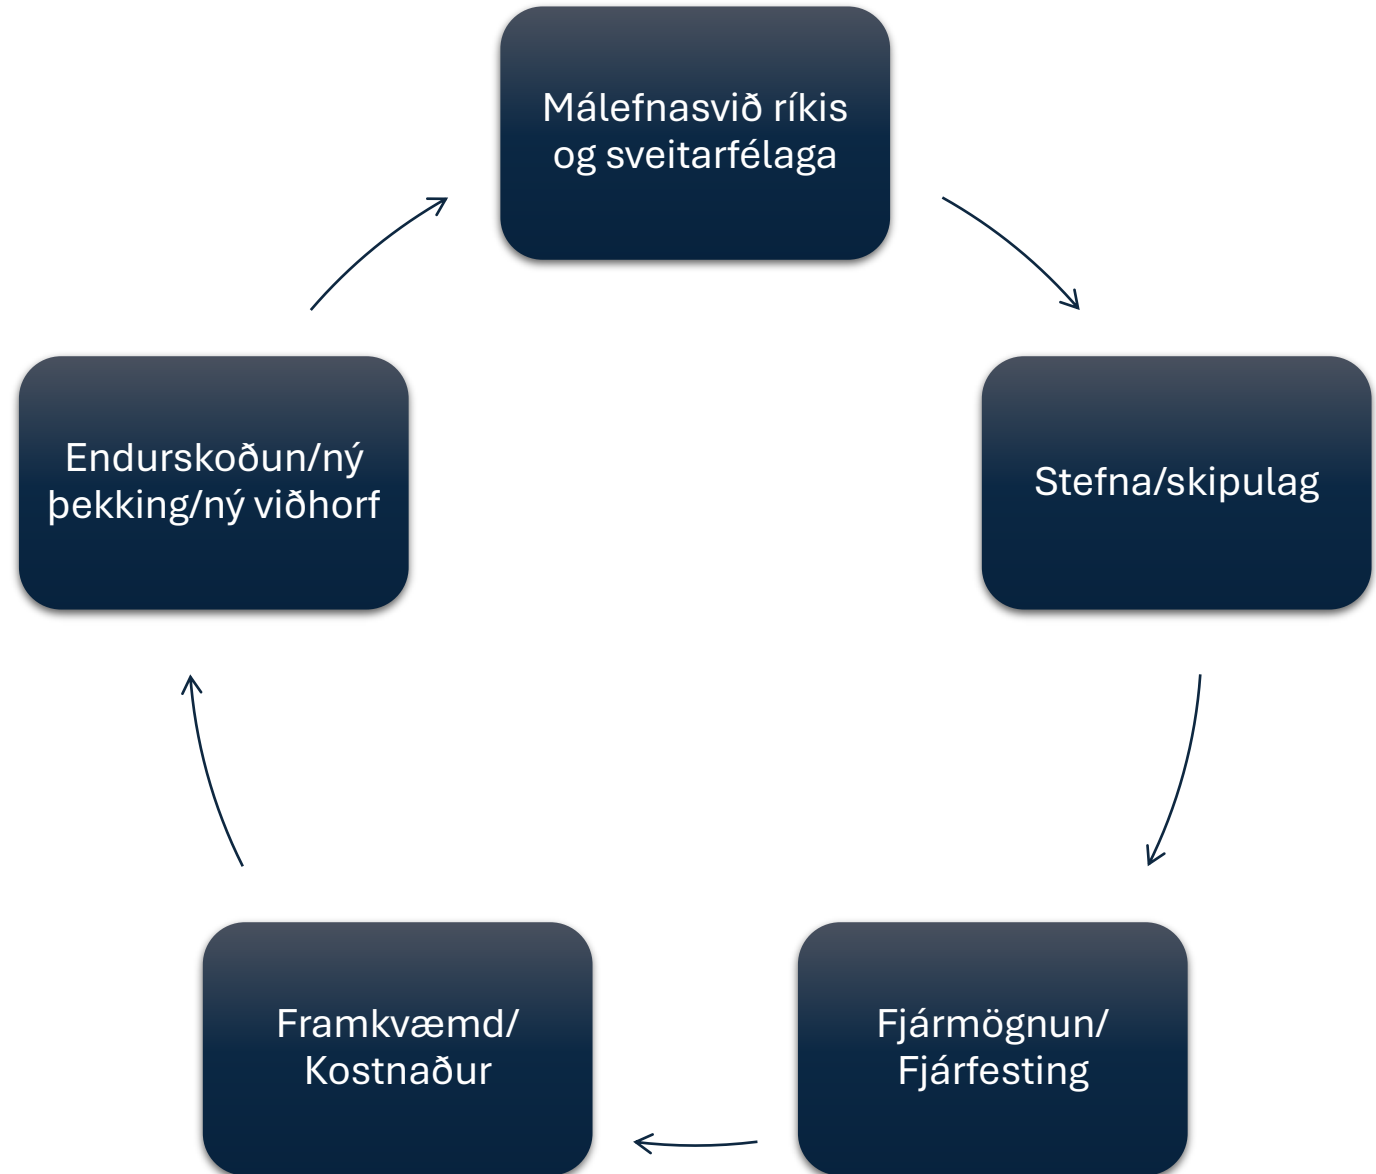 Málefnasvið ríkis
og sveitarfélaga
Stefna/skipulag
Fjármögnun/
Fjárfesting
Framkvæmd/
Kostnaður
Endurskoðun/ný
þekking/ný viðhorf